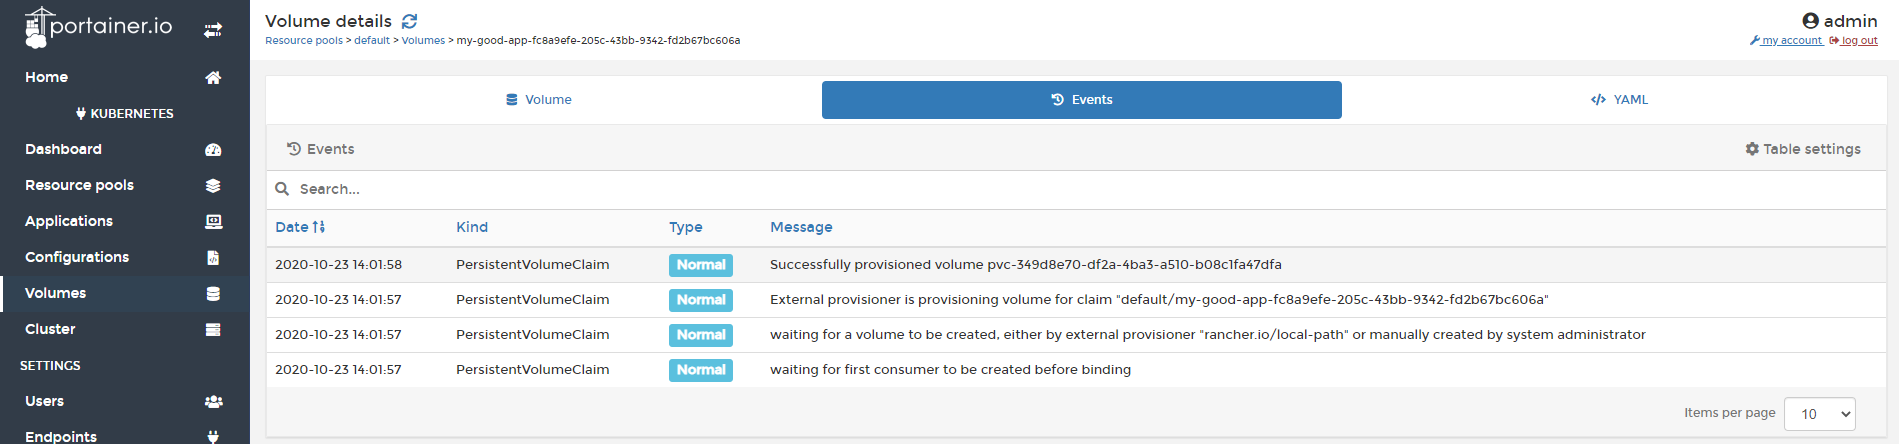 portainer.io
Home
KUBERNETES
Dashboard
Resource pools
Applications
Configurations
Volumes
Cluster
SETTINGS
Users
Endpoints
Volume details
Resource pools > default > Volumes > my-good-app-fc8a9efe-205c-43bb-9342-fd2b67bc606a
admin
my account log out
Volume Events YAML
Events Table settings
Search...
Date Kind Type Message
2020-10-23 14:01:58 PersistentVolumeClaim Normal Successfully provisioned volume pvc-349d8e70-df2a-4ba3-a510-b08c1fa47dfa
2020-10-23 14:01:57 PersistentVolumeClaim Normal External provisioner is provisioning volume for claim "default/my-good-app-fc8a9efe-205c-43bb-9342-fd2b67bc606a"
2020-10-23 14:01:57 PersistentVolumeClaim Normal waiting for a volume to be created, either by external provisioner "rancher.io/local-path" or manually created by system administrator
2020-10-23 14:01:57 PersistentVolumeClaim Normal waiting for first consumer to be created before binding
Items per page 10